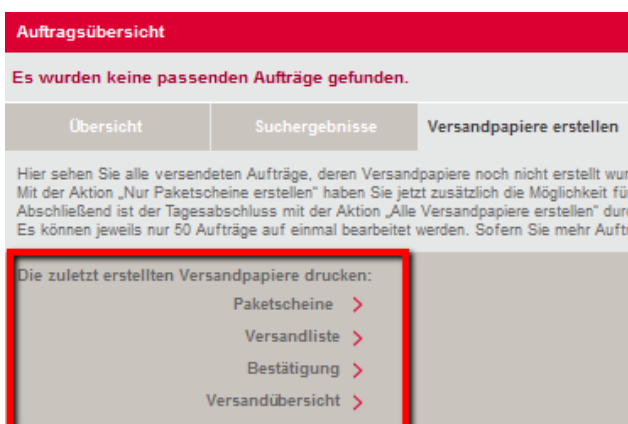 Auftragsübersicht
Es wurden keine passenden Aufträge gefunden.
Übersicht Suchergebnisse Versandpapiere erstellen
Hier sehen Sie alle versendeten Aufträge, deren Versandpapiere noch nicht erstellt
Mit der Aktion „Nur Paketscheine erstellen" haben Sie jetzt zusätzlich die Möglichkeit
Abschließend ist der Tagesabschluss mit der Aktion „Alle Versandpapiere erstellen"
Es können jeweils nur 50 Aufträge auf einmal bearbeitet werden. Sofern Sie mehr
Die zuletzt erstellten Versandpapiere drucken:
Paketscheine
Versandliste
Bestätigung
Versandübersicht